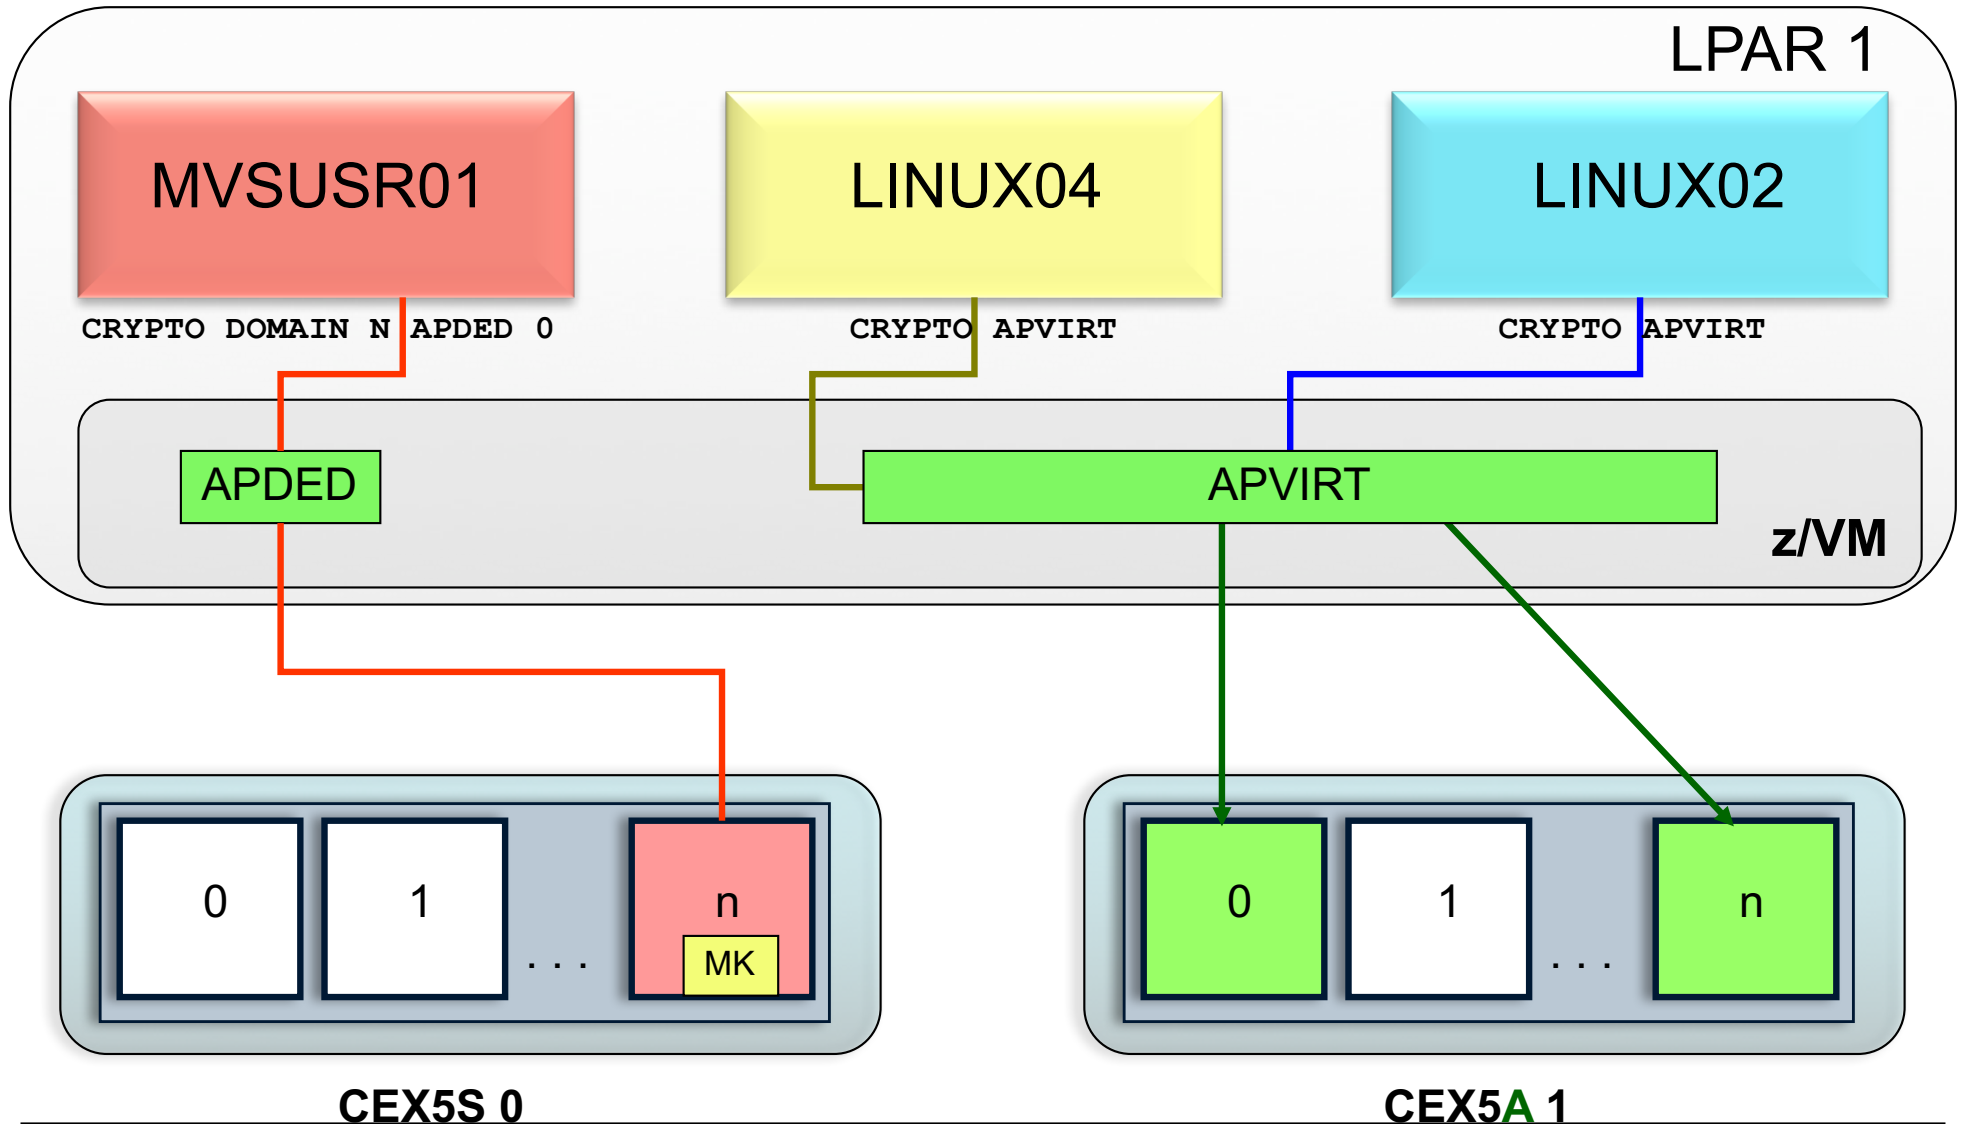 LPAR 1
MVSUSR01
LINUX04
LINUX02
CRYPTO DOMAIN N APDED 0
CRYPTO APVIRT
CRYPTO APVIRT
APDED
APVIRT
z/VM
0
1
. . .
n
MK
0
1
. . .
n
CEX5S 0
CEX5A 1